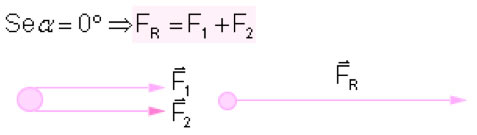 Se α = 0° ⇒ F_R = F_1 + F_2
F⃗_1
F⃗_2
F⃗_R